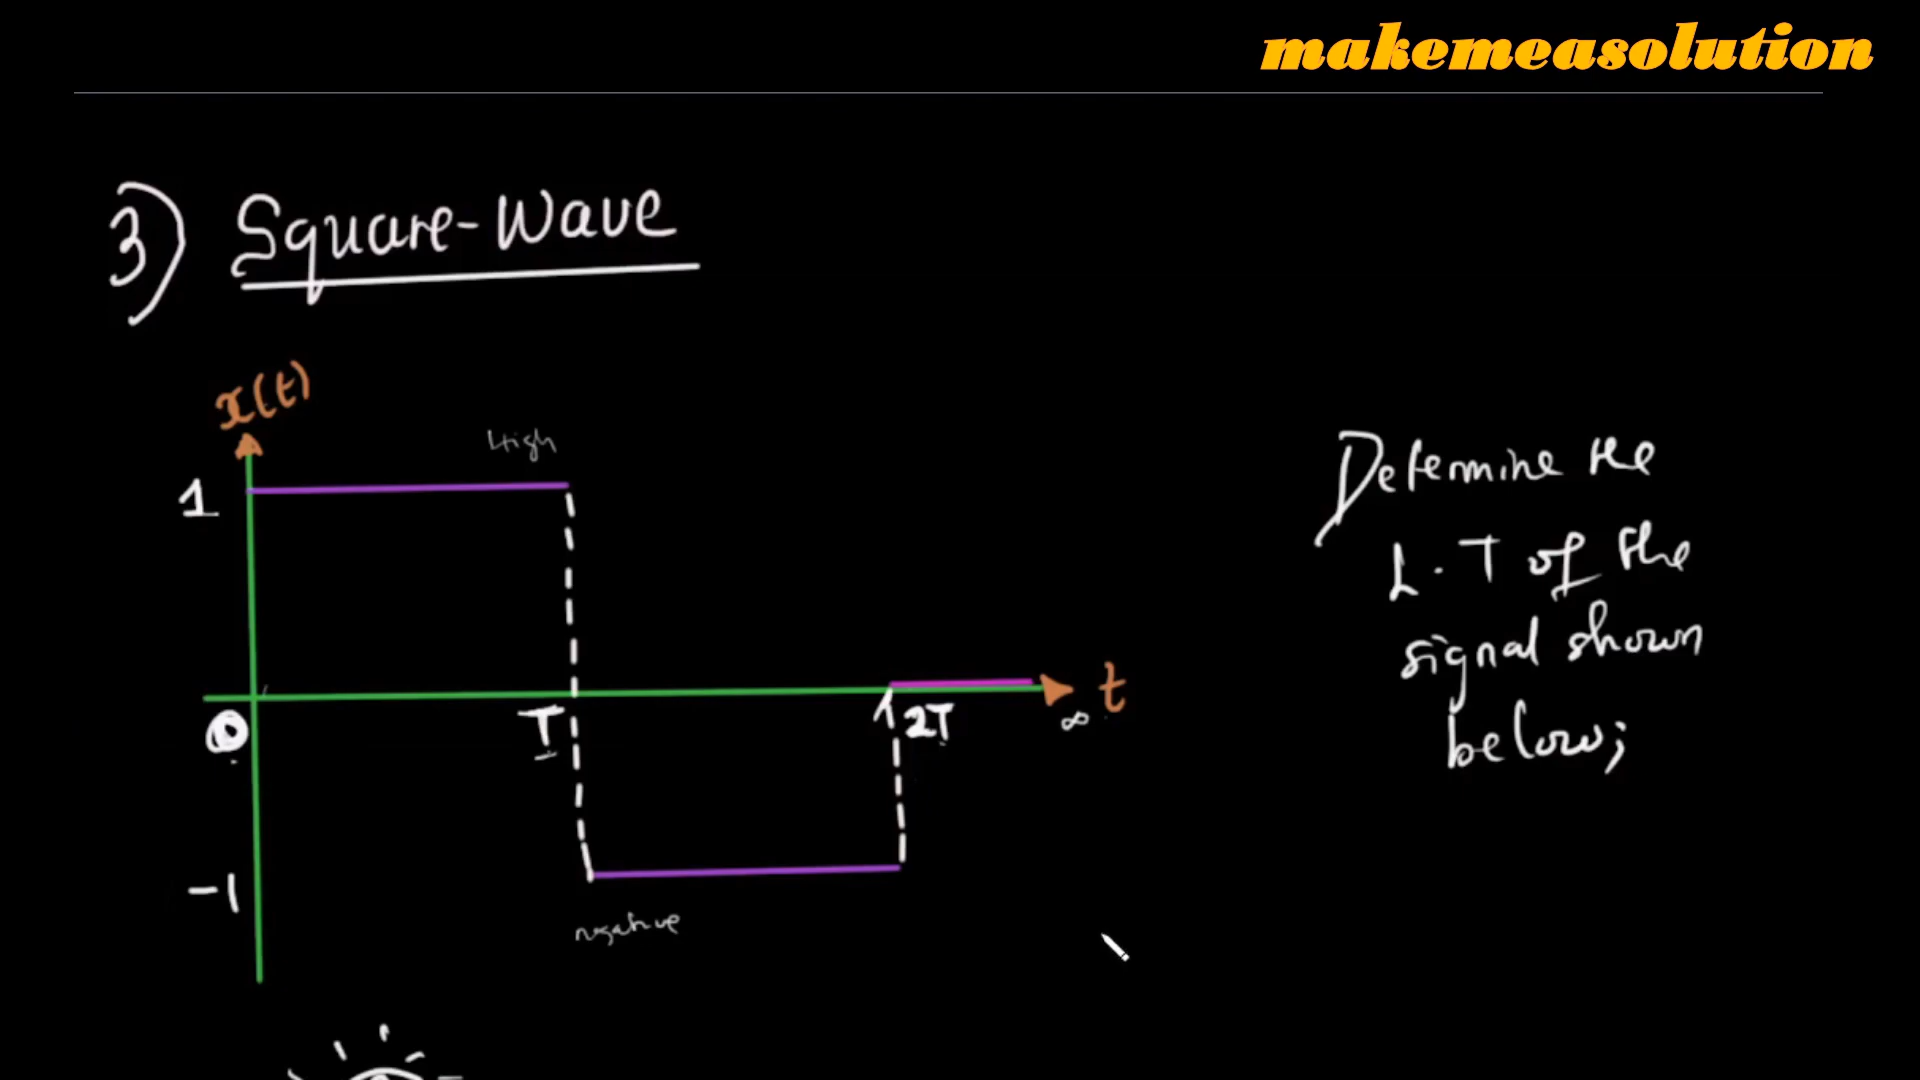 makemeasolution
3) Square-Wave
x(t)
High
1
Determine the
L.T of the
signal shown
below;
0
T
2T
∞
t
-1
negative